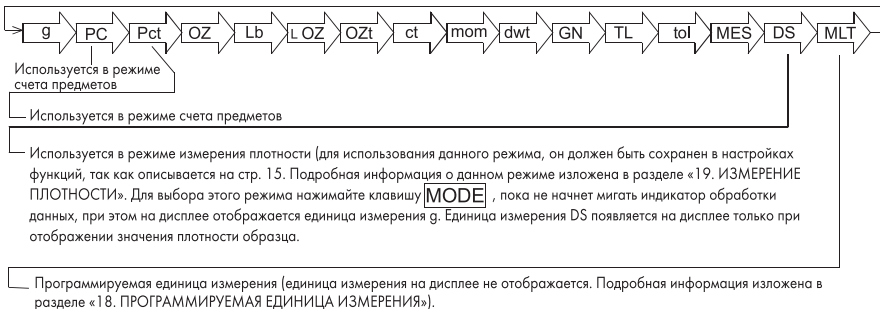 g PC Pct OZ Lb L OZ OZt ct mom dwt GN TL tol MES DS MLT
Используется в режиме
счета предметов
Используется в режиме счета предметов
Используется в режиме измерения плотности (для использования данного режима, он должен быть сохранен в настройках
функций, так как описывается на стр. 15. Подробная информация о данном режиме изложена в разделе «19. ИЗМЕРЕНИЕ
ПЛОТНОСТИ». Для выбора этого режима нажимайте клавишу MODE , пока не начнет мигать индикатор обработки
данных, при этом на дисплее отображается единица измерения g. Единица измерения DS появляется на дисплее только при
отображении значения плотности образца.
Программируемая единица измерения (единица измерения на дисплее не отображается. Подробная информация изложена в
разделе «18. ПРОГРАММИРУЕМАЯ ЕДИНИЦА ИЗМЕРЕНИЯ»).